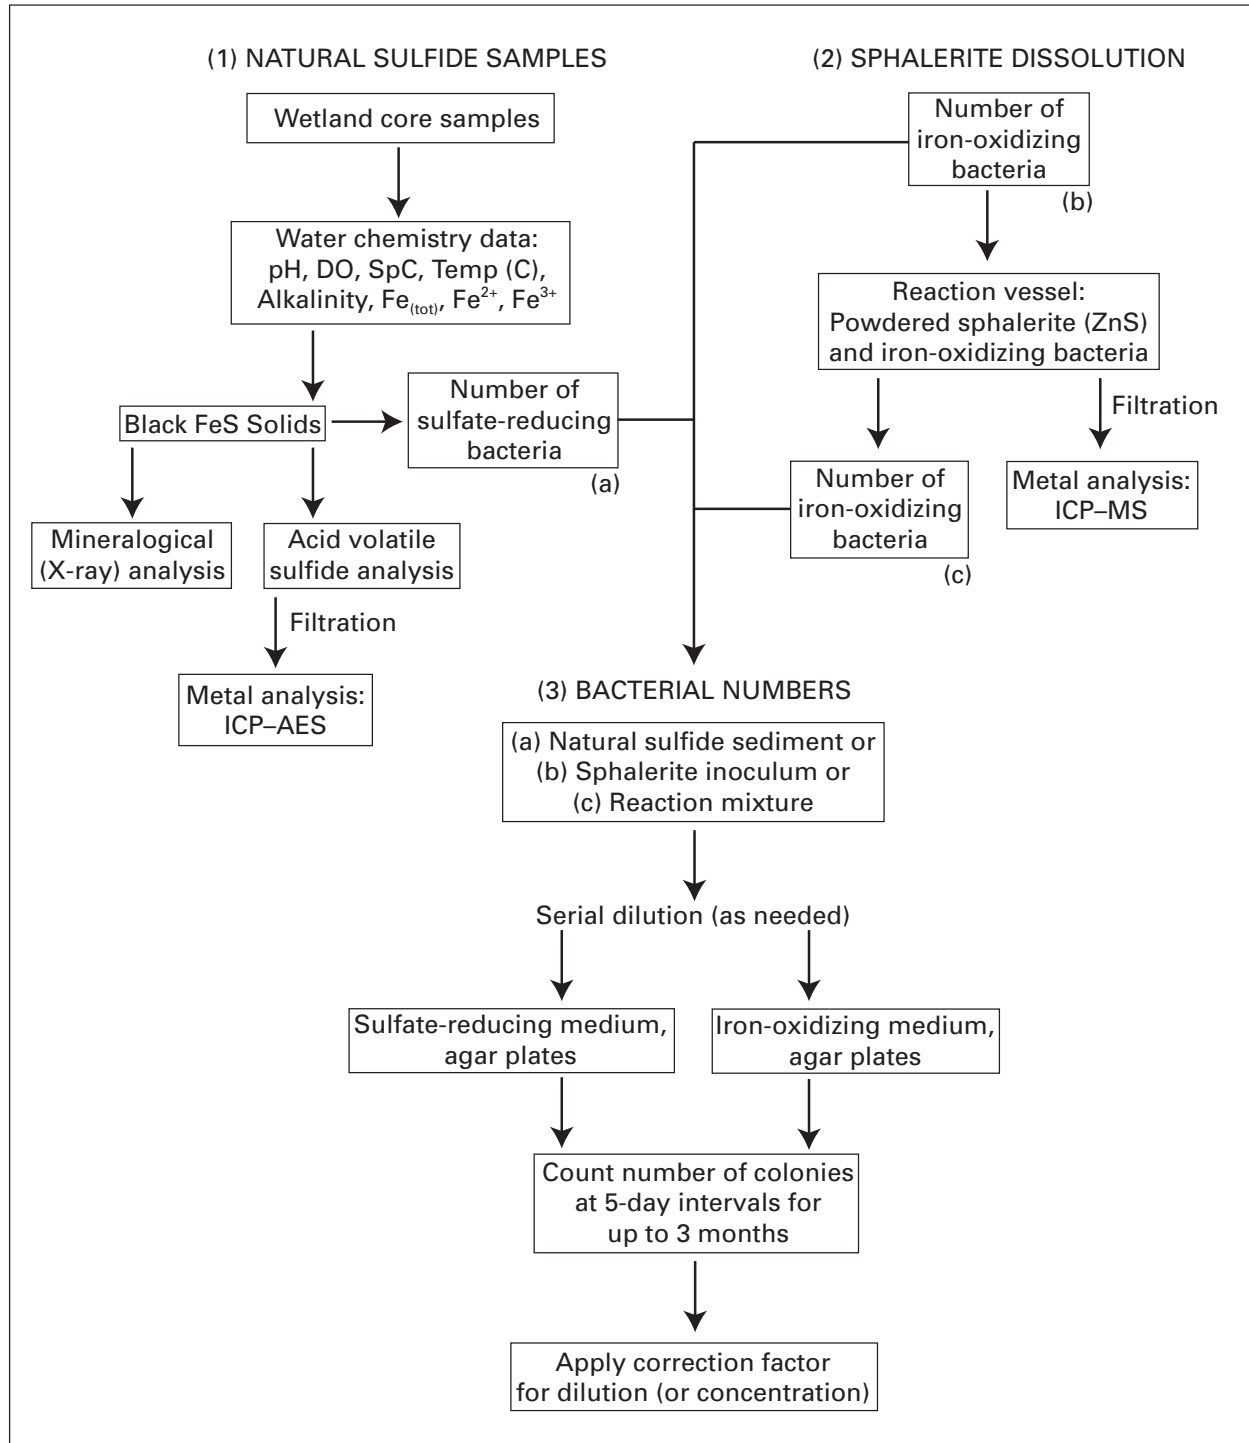 (1) NATURAL SULFIDE SAMPLES
Wetland core samples
Water chemistry data:
pH, DO, SpC, Temp (C),
Alkalinity, Fe(tot), Fe2+, Fe3+
Black FeS Solids
Number of
sulfate-reducing
bacteria
(a)
Mineralogical
(X-ray) analysis
Acid volatile
sulfide analysis
Filtration
Metal analysis:
ICP–AES
(2) SPHALERITE DISSOLUTION
Number of
iron-oxidizing
bacteria
(b)
Reaction vessel:
Powdered sphalerite (ZnS)
and iron-oxidizing bacteria
Filtration
Number of
iron-oxidizing
bacteria
(c)
Metal analysis:
ICP–MS
(3) BACTERIAL NUMBERS
(a) Natural sulfide sediment or
(b) Sphalerite inoculum or
(c) Reaction mixture
Serial dilution (as needed)
Sulfate-reducing medium,
agar plates
Iron-oxidizing medium,
agar plates
Count number of colonies
at 5-day intervals for
up to 3 months
Apply correction factor
for dilution (or concentration)